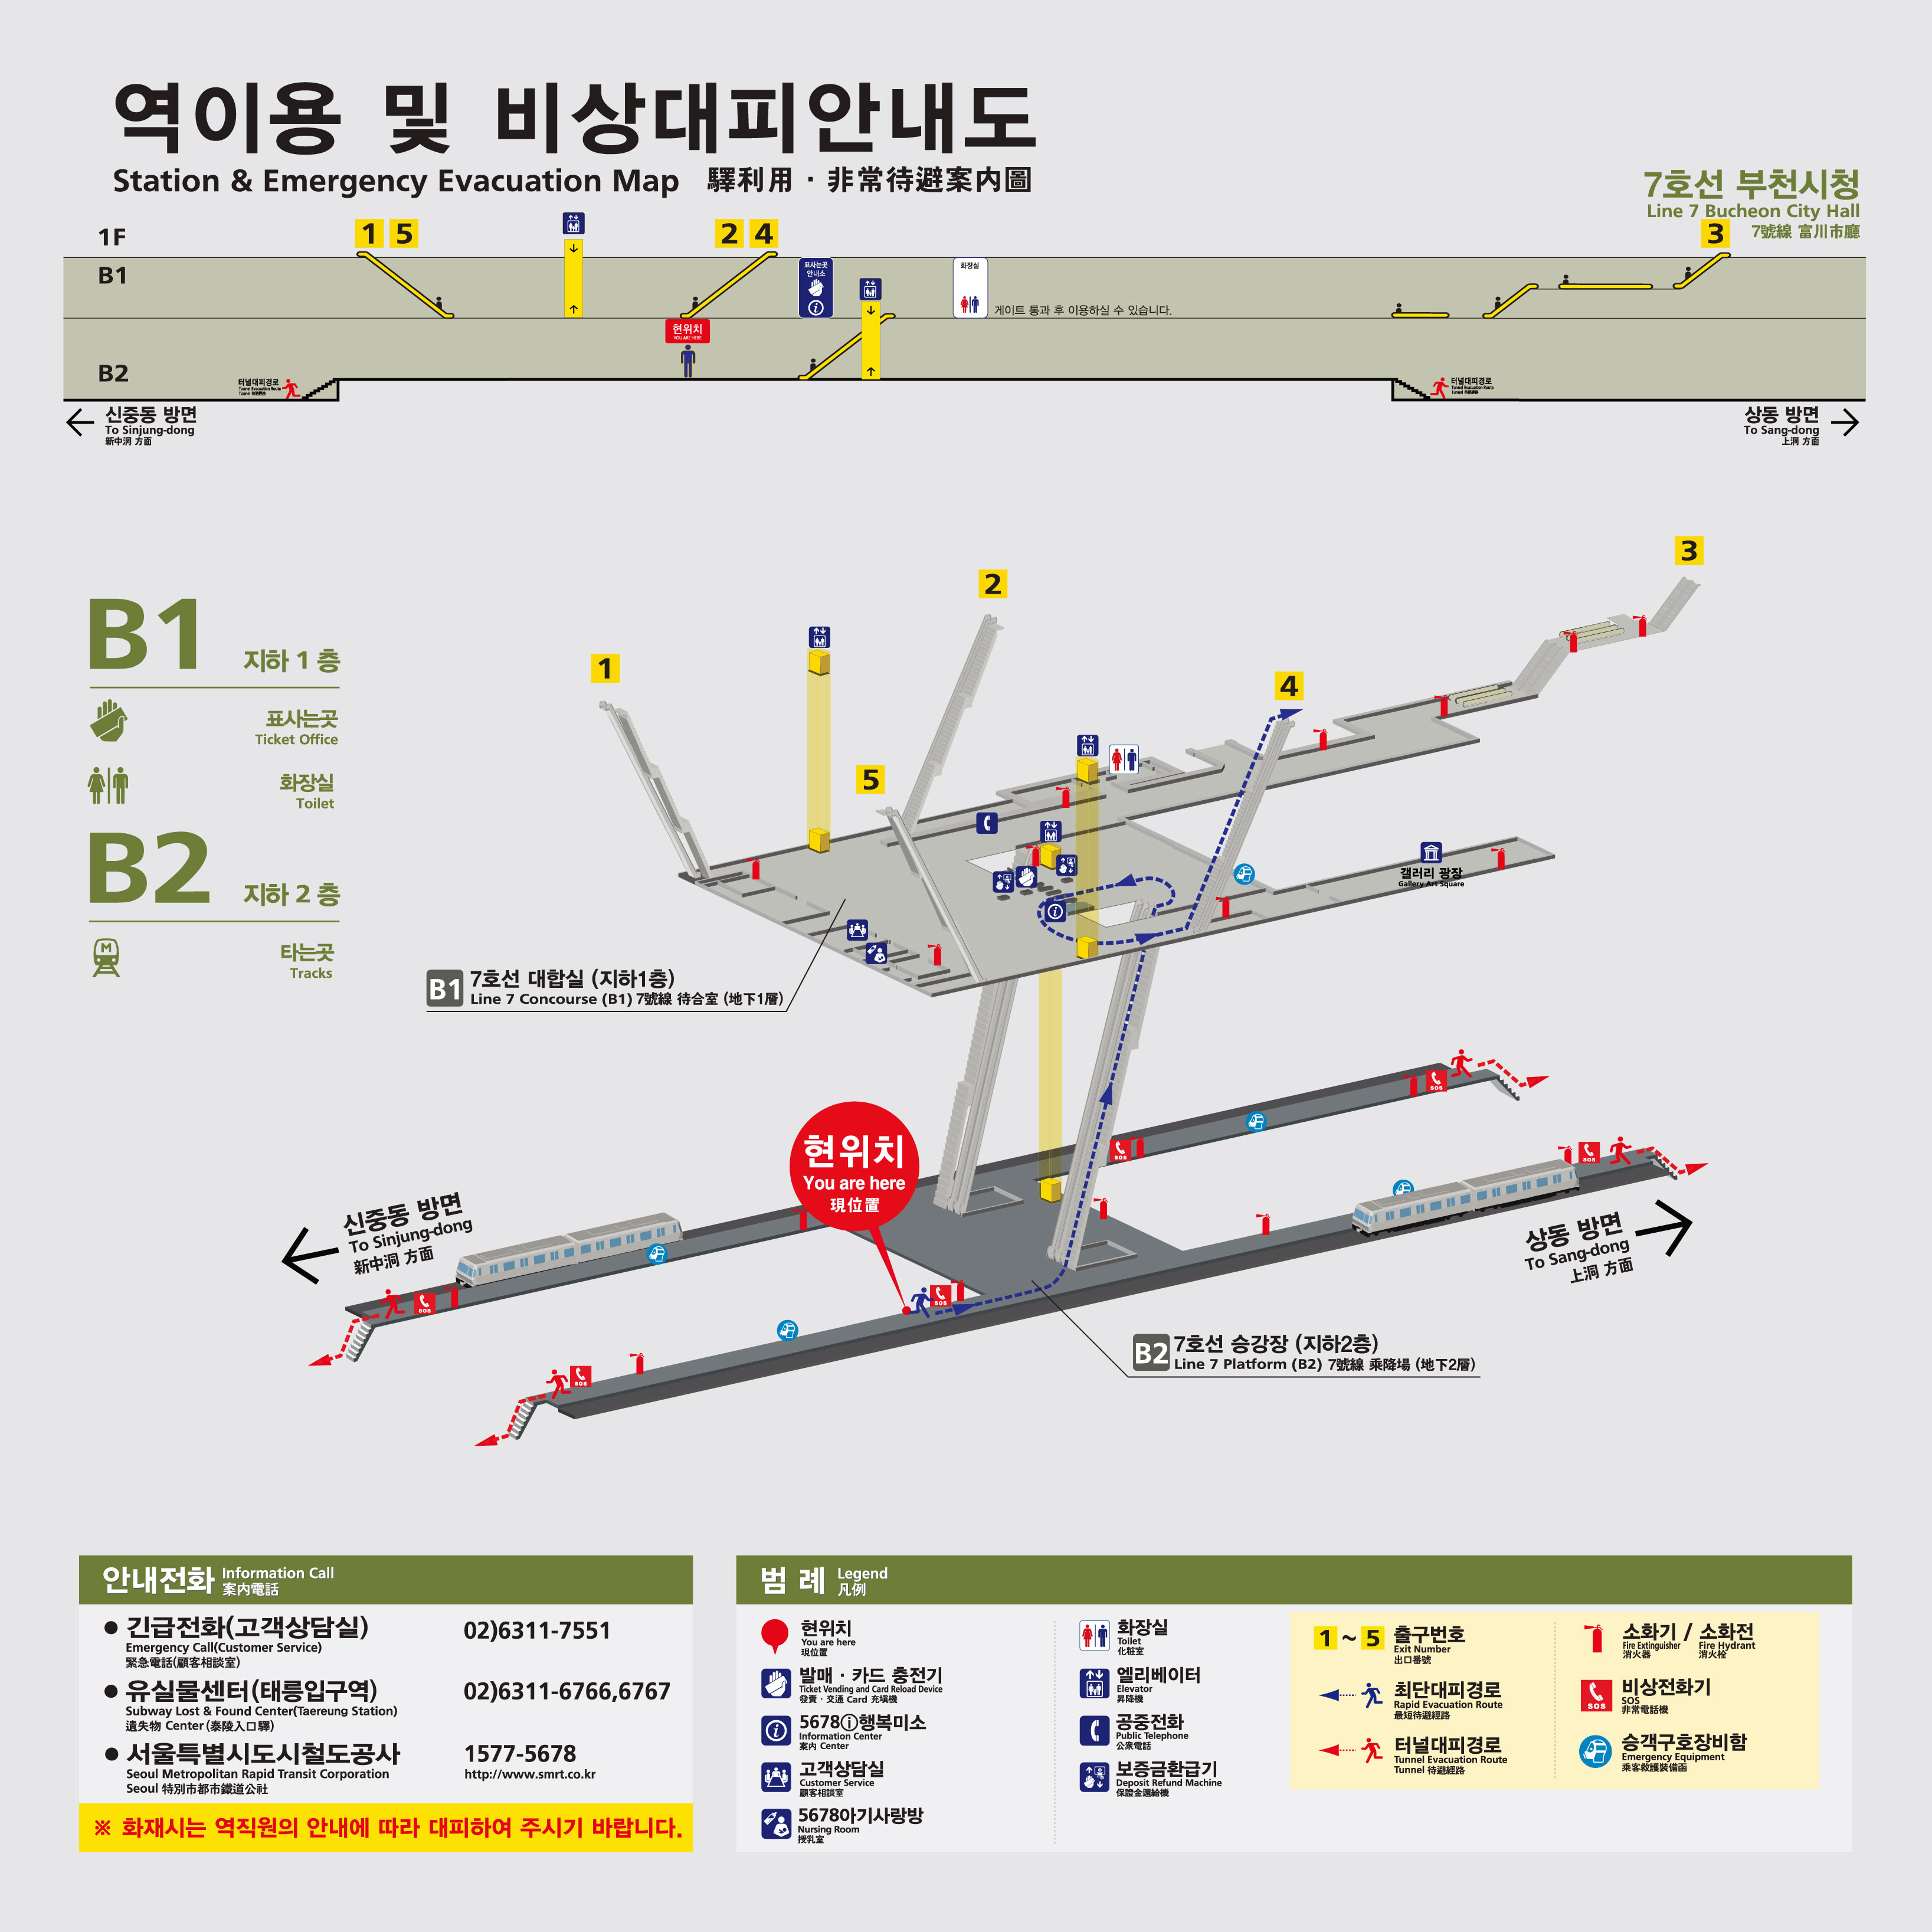 역이용 및 비상대피안내도
Station & Emergency Evacuation Map 驛利用 · 非常待避案内圖
7호선 부천시청
Line 7 Bucheon City Hall
7號線 富川市廳
1F
1 5
2 4
3
B1
표사는곳
안내소
화장실
게이트 통과 후 이용하실 수 있습니다.
현위치
YOU ARE HERE
B2
터널대피경로
Tunnel Evacuation Route
Tunnel 待避經路
터널대피경로
Tunnel Evacuation Route
Tunnel 待避經路
신중동 방면
To Sinjung-dong
新中洞 方面
상동 방면
To Sang-dong
上洞 方面
B1 지하 1 층
표사는곳
Ticket Office
화장실
Toilet
B2 지하 2 층
타는곳
Tracks
1
2
3
4
5
갤러리 광장
Gallery Art Square
B1 7호선 대합실 (지하1층)
Line 7 Concourse (B1) 7號線 待合室 (地下1層)
현위치
You are here
現位置
SOS
SOS
SOS
SOS
SOS
SOS
신중동 방면
To Sinjung-dong
新中洞 方面
상동 방면
To Sang-dong
上洞 方面
B2 7호선 승강장 (지하2층)
Line 7 Platform (B2) 7號線 乘降場 (地下2層)
안내전화 Information Call
案内電話
● 긴급전화(고객상담실) 02)6311-7551
Emergency Call(Customer Service)
緊急電話(顧客相談室)
● 유실물센터(태릉입구역) 02)6311-6766,6767
Subway Lost & Found Center(Taereung Station)
遺失物 Center (泰陵入口驛)
● 서울특별시도시철도공사 1577-5678
Seoul Metropolitan Rapid Transit Corporation http://www.smrt.co.kr
Seoul 特別市都市鐵道公社
※ 화재시는 역직원의 안내에 따라 대피하여 주시기 바랍니다.
범 례 Legend
凡例
현위치
You are here
現位置
발매 · 카드 충전기
Ticket Vending and Card Reload Device
發賣 · 交通 Card 充塡機
5678ⓘ행복미소
Information Center
案内 Center
고객상담실
Customer Service
顧客相談室
5678아기사랑방
Nursing Room
授乳室
화장실
Toilet
化粧室
엘리베이터
Elevator
昇降機
공중전화
Public Telephone
公衆電話
보증금환급기
Deposit Refund Machine
保證金還給機
1 ~ 5 출구번호
Exit Number
出口番號
최단대피경로
Rapid Evacuation Route
最短待避經路
터널대피경로
Tunnel Evacuation Route
Tunnel 待避經路
소화기 / 소화전
Fire Extinguisher Fire Hydrant
消火器 消火栓
SOS
비상전화기
SOS
非常電話機
승객구호장비함
Emergency Equipment
乘客救護裝備函